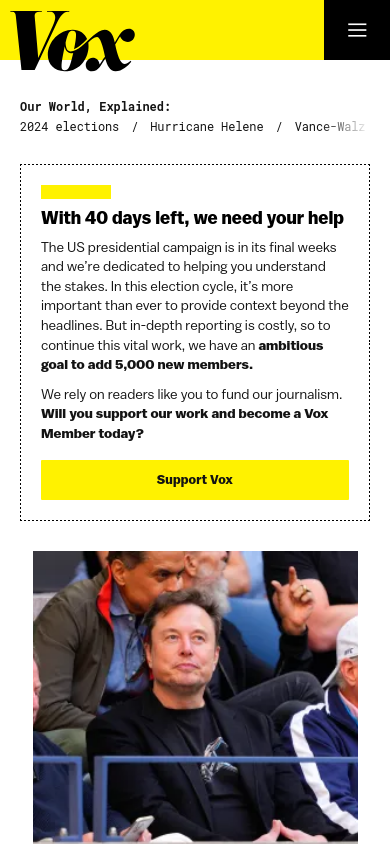 Vox
Our World, Explained:
2024 elections / Hurricane Helene / Vance-Walz
With 40 days left, we need your help
The US presidential campaign is in its final weeks
and we’re dedicated to helping you understand
the stakes. In this election cycle, it’s more
important than ever to provide context beyond the
headlines. But in-depth reporting is costly, so to
continue this vital work, we have an ambitious
goal to add 5,000 new members.
We rely on readers like you to fund our journalism.
Will you support our work and become a Vox
Member today?
Support Vox